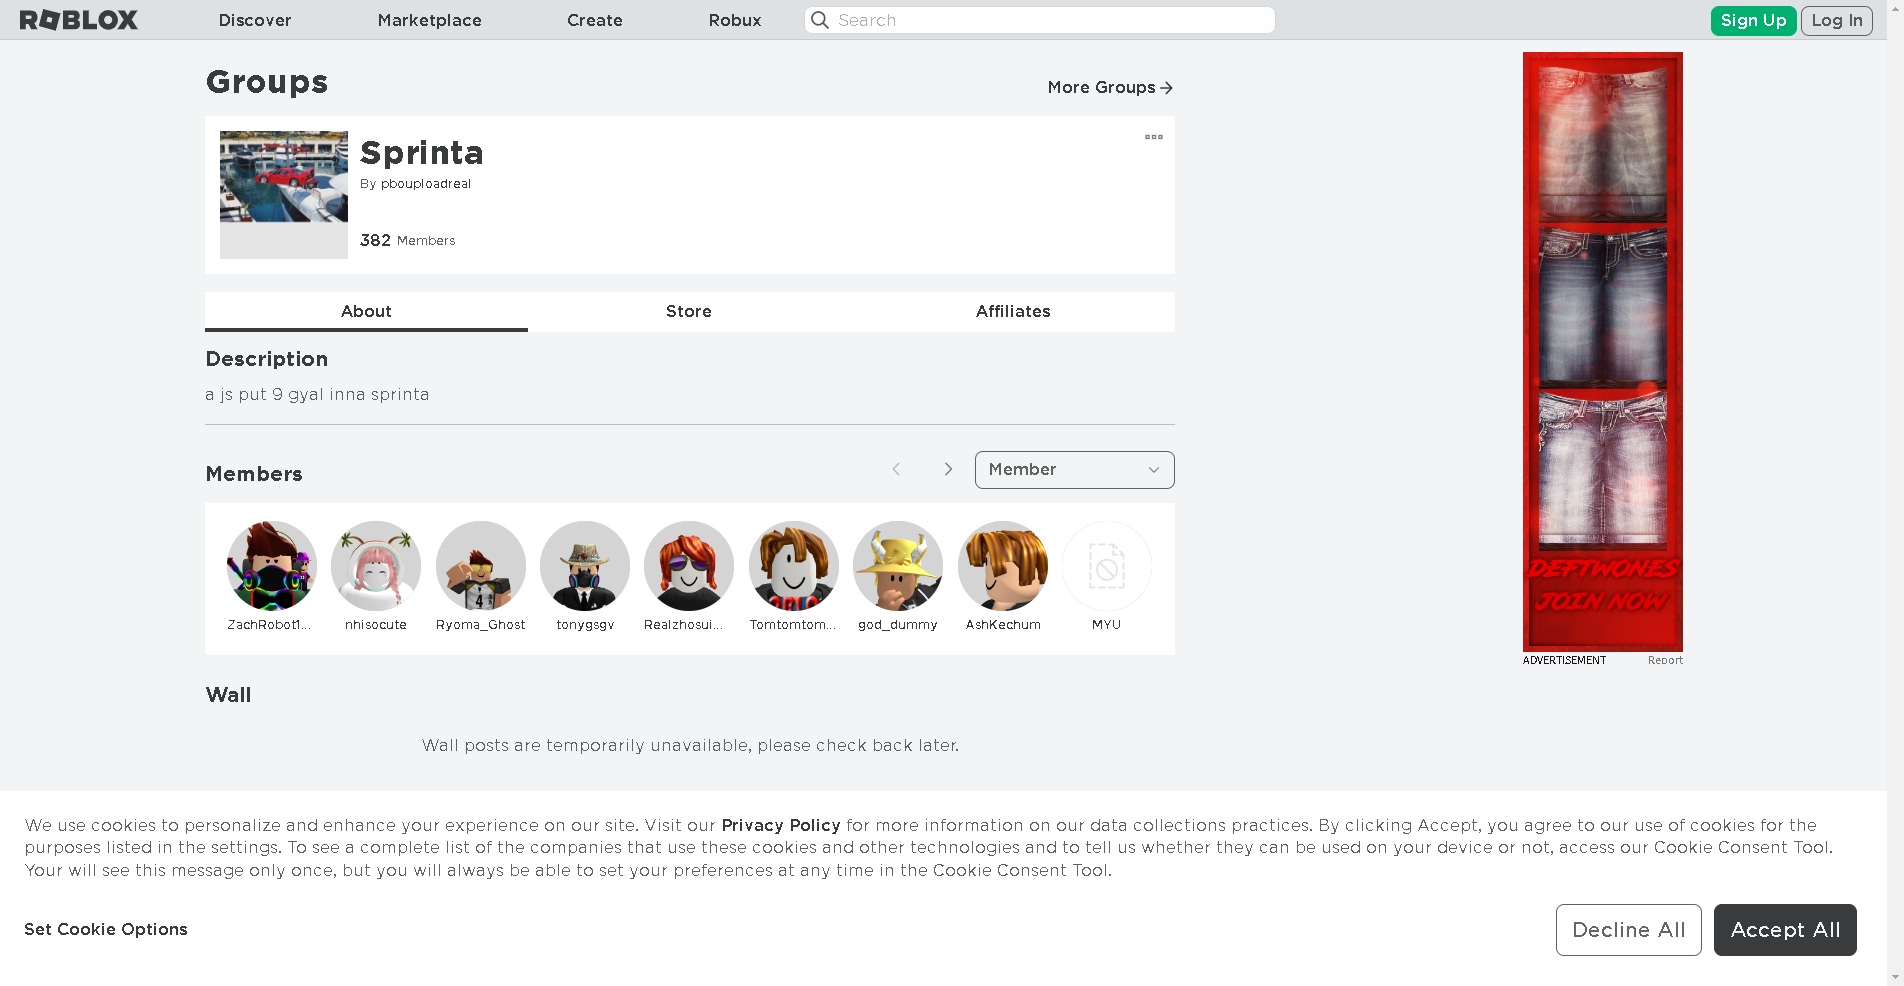 ROBLOX
Discover
Marketplace
Create
Robux
Search
Sign Up
Log In
Groups
More Groups
Sprinta
By pbouploadreal
382 Members
About
Store
Affiliates
Description
a js put 9 gyal inna sprinta
Members
Member
ZachRobot1...
nhisocute
Ryoma_Ghost
tonygsgv
Realzhosui...
Tomtomtom...
god_dummy
AshKechum
MYU
Wall
Wall posts are temporarily unavailable, please check back later.
DEFTWONES
JOIN NOW
ADVERTISEMENT
Report
We use cookies to personalize and enhance your experience on our site. Visit our Privacy Policy for more information on our data collections practices. By clicking Accept, you agree to our use of cookies for the
purposes listed in the settings. To see a complete list of the companies that use these cookies and other technologies and to tell us whether they can be used on your device or not, access our Cookie Consent Tool.
Your will see this message only once, but you will always be able to set your preferences at any time in the Cookie Consent Tool.
Set Cookie Options
Decline All
Accept All